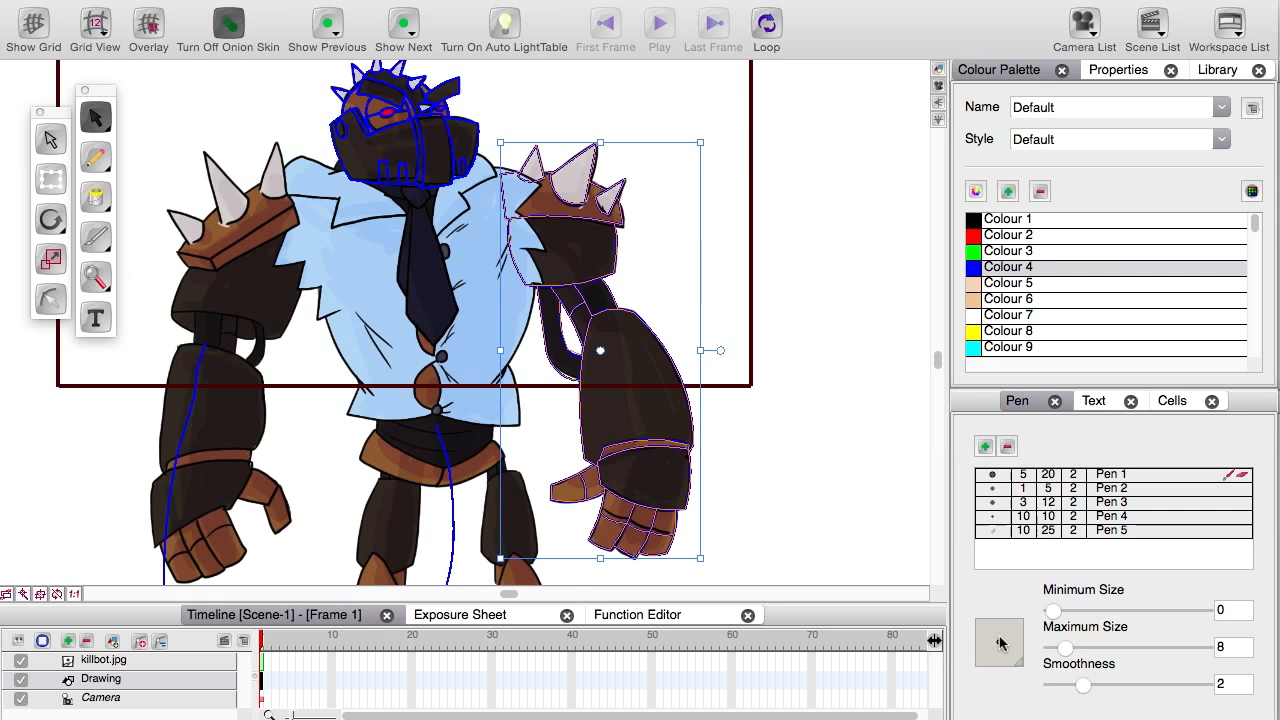 Show Grid Grid View Overlay Turn Off Onion Skin Show Previous Show Next Turn On Auto LightTable First Frame Play Last Frame Loop Camera List Scene List Workspace List
12
Colour Palette Properties Library
Name Default
Style Default
Colour 1
Colour 2
Colour 3
Colour 4
Colour 5
Colour 6
Colour 7
Colour 8
Colour 9
T
Pen Text Cells
5 20 2 Pen 1
1 5 2 Pen 2
3 12 2 Pen 3
10 10 2 Pen 4
10 25 2 Pen 5
Minimum Size
0
Maximum Size
8
Smoothness
2
1:1
Timeline [Scene-1] - [Frame 1] Exposure Sheet Function Editor
10 20 30 40 50 60 70 80
killbot.jpg
Drawing
Camera